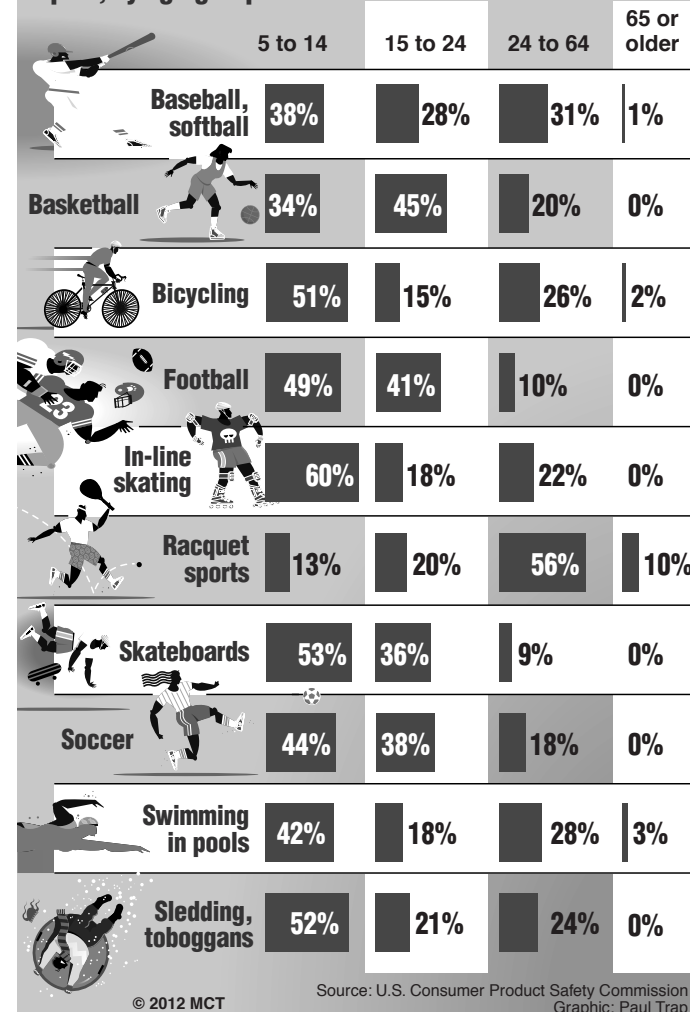 5 to 14 15 to 24 24 to 64 65 or older
Baseball, softball 38% 28% 31% 1%
Basketball 34% 45% 20% 0%
Bicycling 51% 15% 26% 2%
23
Football 49% 41% 10% 0%
In-line skating 60% 18% 22% 0%
Racquet sports 13% 20% 56% 10%
Skateboards 53% 36% 9% 0%
Soccer 44% 38% 18% 0%
Swimming in pools 42% 18% 28% 3%
Sledding, toboggans 52% 21% 24% 0%
© 2012 MCT
Source: U.S. Consumer Product Safety Commission
Graphic: Paul Trap